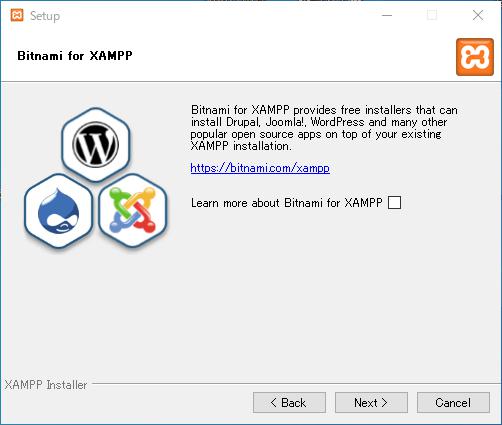 Setup
Bitnami for XAMPP
Bitnami for XAMPP provides free installers that can
install Drupal, Joomla!, WordPress and many other
popular open source apps on top of your existing
XAMPP installation.
https://bitnami.com/xampp
Learn more about Bitnami for XAMPP
XAMPP Installer
< Back
Next >
Cancel